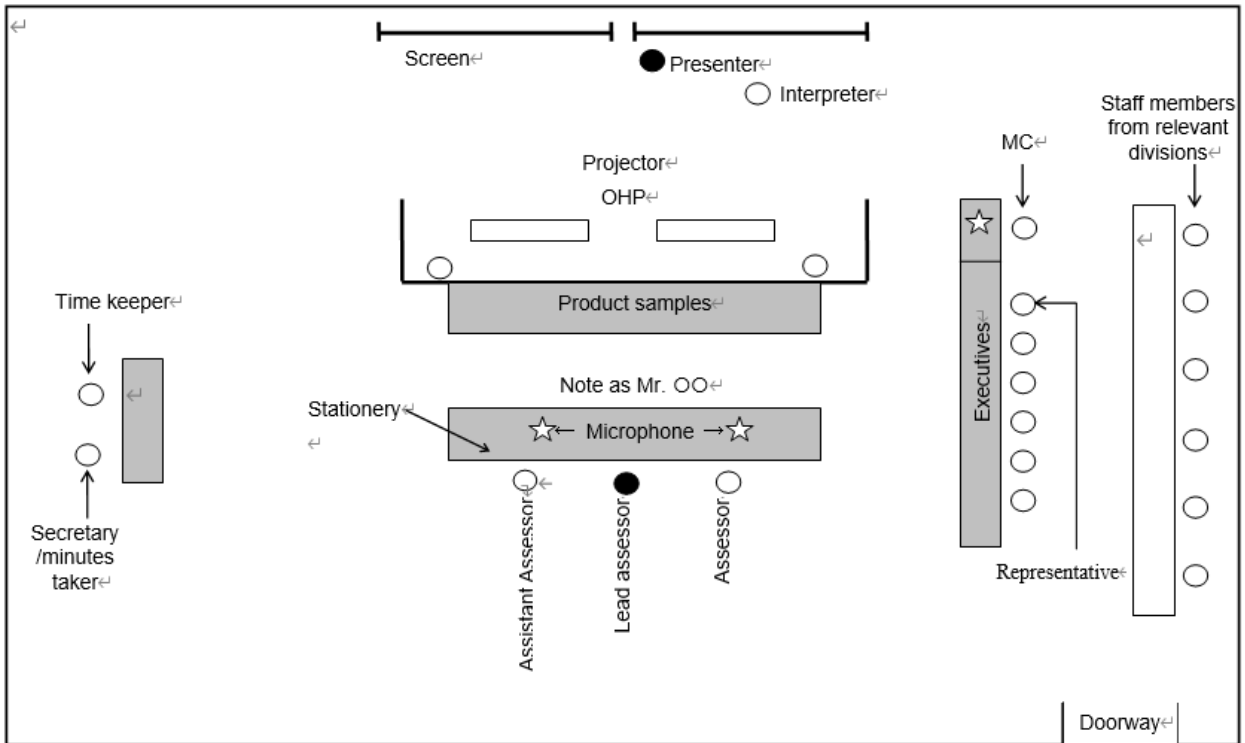 Screen
Presenter
Interpreter
Staff members
from relevant
divisions
MC
Projector
OHP
Time keeper
Product samples
Executives
Note as Mr. ○○
Stationery
← Microphone →
Secretary
/minutes
taker
Assistant Assessor
Lead assessor
Assessor
Representative
Doorway